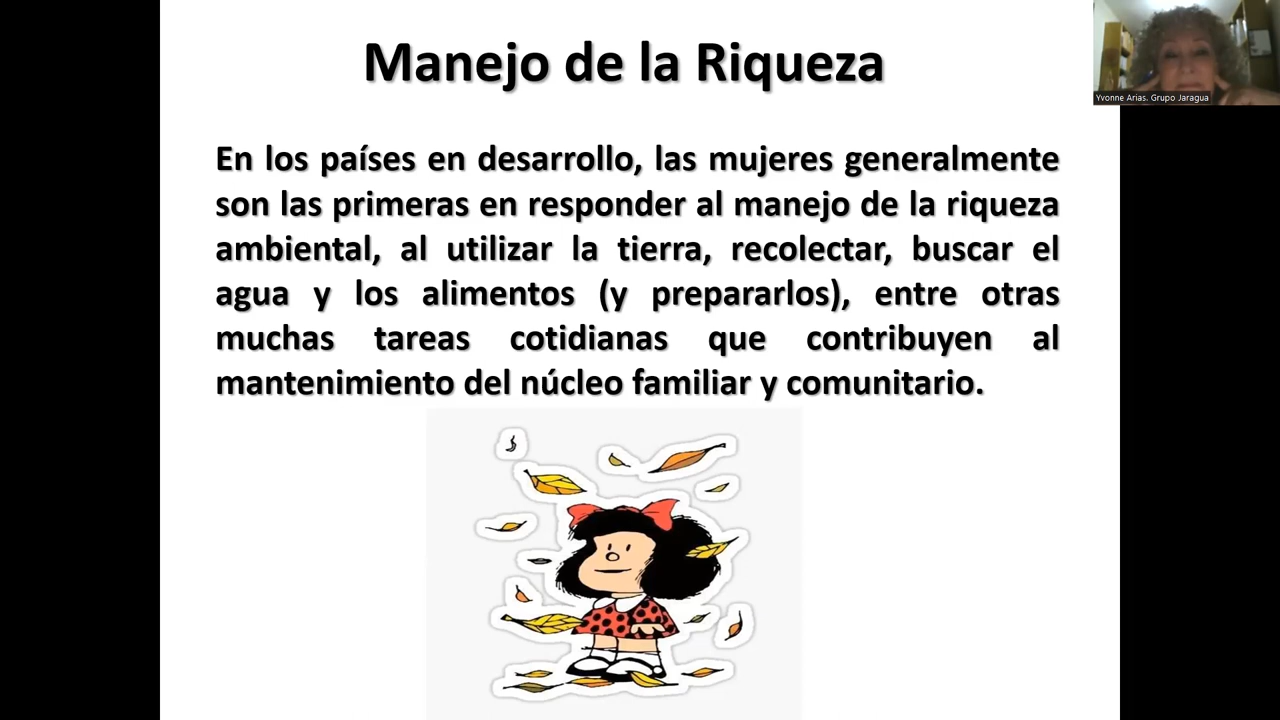 Manejo de la Riqueza
Yvonne Arias. Grupo Jaragua
En los países en desarrollo, las mujeres generalmente
son las primeras en responder al manejo de la riqueza
ambiental, al utilizar la tierra, recolectar, buscar el
agua y los alimentos (y prepararlos), entre otras
muchas tareas cotidianas que contribuyen al
mantenimiento del núcleo familiar y comunitario.